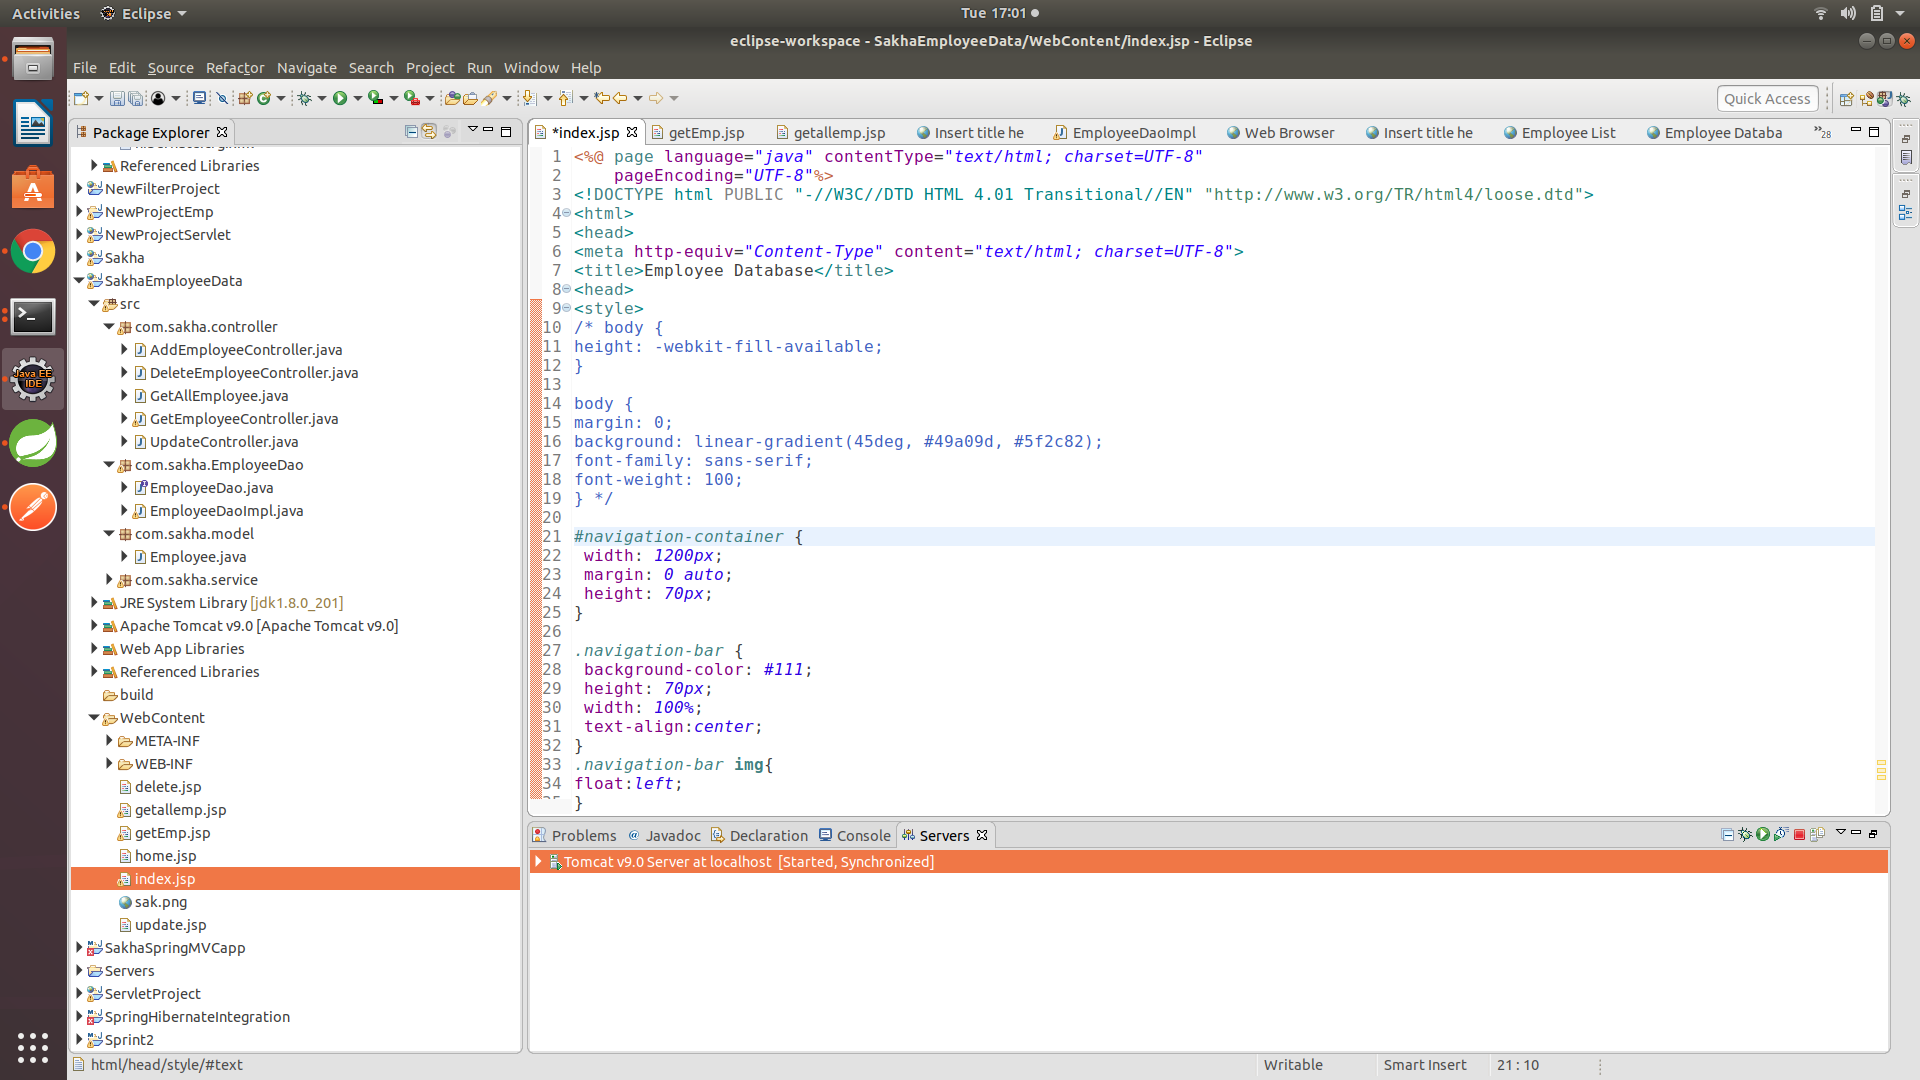 Activities Eclipse Tue 17:01
eclipse-workspace - SakhaEmployeeData/WebContent/index.jsp - Eclipse
File Edit Source Refactor Navigate Search Project Run Window Help
Quick Access
Package Explorer
Referenced Libraries
NewFilterProject
NewProjectEmp
NewProjectServlet
Sakha
SakhaEmployeeData
src
com.sakha.controller
AddEmployeeController.java
DeleteEmployeeController.java
GetAllEmployee.java
GetEmployeeController.java
UpdateController.java
com.sakha.EmployeeDao
EmployeeDao.java
EmployeeDaoImpl.java
com.sakha.model
Employee.java
com.sakha.service
JRE System Library [jdk1.8.0_201]
Apache Tomcat v9.0 [Apache Tomcat v9.0]
Web App Libraries
Referenced Libraries
build
WebContent
META-INF
WEB-INF
delete.jsp
getallemp.jsp
getEmp.jsp
home.jsp
index.jsp
sak.png
update.jsp
SakhaSpringMVCapp
Servers
ServletProject
SpringHibernateIntegration
Sprint2
Java EE
IDE
*index.jsp getEmp.jsp getallemp.jsp Insert title he EmployeeDaoImpl Web Browser Insert title he Employee List Employee Databa »28
1 <%@ page language="java" contentType="text/html; charset=UTF-8"
2 pageEncoding="UTF-8"%>
3 <!DOCTYPE html PUBLIC "-//W3C//DTD HTML 4.01 Transitional//EN" "http://www.w3.org/TR/html4/loose.dtd">
4 <html>
5 <head>
6 <meta http-equiv="Content-Type" content="text/html; charset=UTF-8">
7 <title>Employee Database</title>
8 <head>
9 <style>
10 /* body {
11 height: -webkit-fill-available;
12 }
13
14 body {
15 margin: 0;
16 background: linear-gradient(45deg, #49a09d, #5f2c82);
17 font-family: sans-serif;
18 font-weight: 100;
19 } */
20
21 #navigation-container {
22 width: 1200px;
23 margin: 0 auto;
24 height: 70px;
25 }
26
27 .navigation-bar {
28 background-color: #111;
29 height: 70px;
30 width: 100%;
31 text-align:center;
32 }
33 .navigation-bar img{
34 float:left;
}
Problems Javadoc Declaration Console Servers
Tomcat v9.0 Server at localhost [Started, Synchronized]
html/head/style/#text Writable Smart Insert 21 : 10